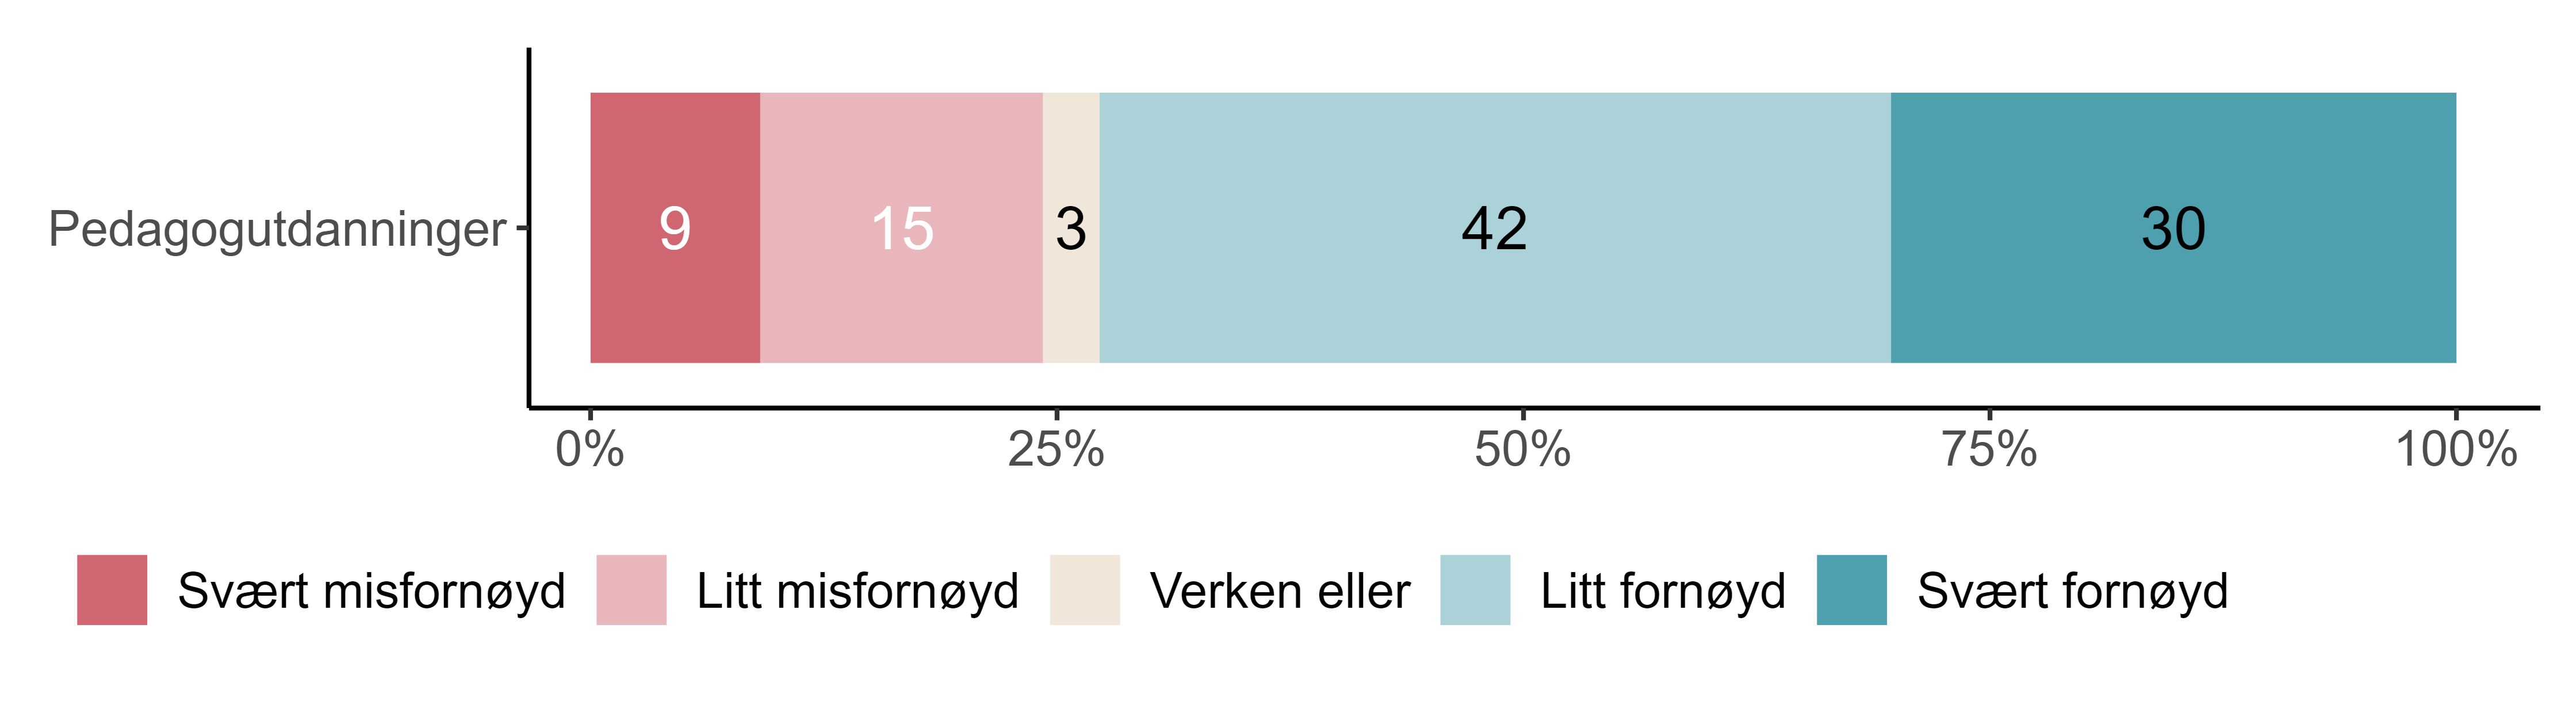 Pedagogutdanninger
9 15 3 42 30
0% 25% 50% 75% 100%
Svært misfornøyd Litt misfornøyd Verken eller Litt fornøyd Svært fornøyd